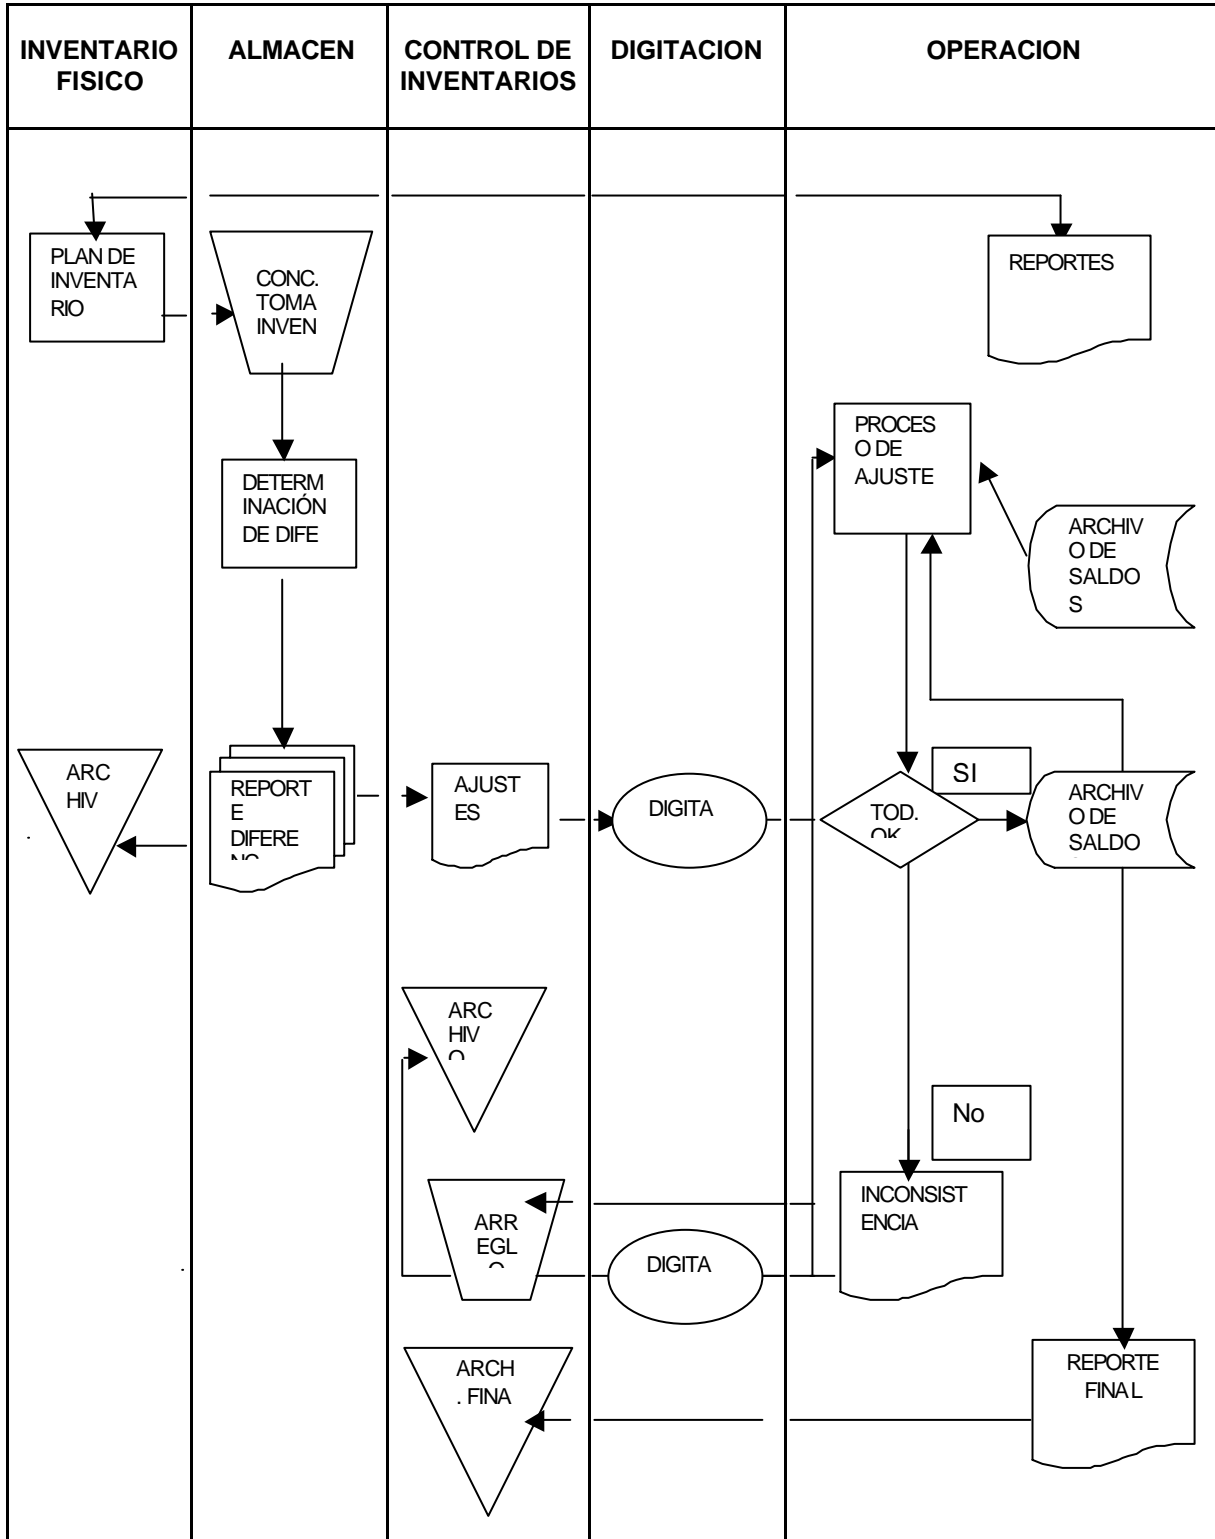 INVENTARIO
FISICO
ALMACEN
CONTROL DE
INVENTARIOS
DIGITACION
OPERACION
PLAN DE
INVENTA
RIO
CONC.
TOMA
INVEN
REPORTES
PROCES
O DE
AJUSTE
DETERM
INACIÓN
DE DIFE
ARCHIV
O DE
SALDO
S
ARC
HIV
REPORT
E
DIFERE
AJUST
ES
DIGITA
TOD.
OK
SI
ARCHIV
O DE
SALDO
ARC
HIV
O
No
ARR
EGL
O
DIGITA
INCONSIST
ENCIA
ARCH
. FINA
REPORTE
FINAL